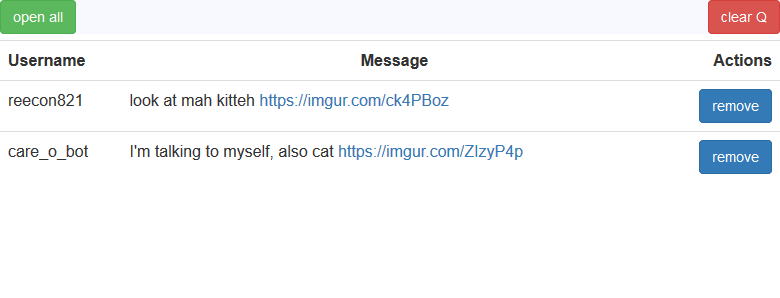 open all clear Q
Username Message Actions
reecon821 look at mah kitteh https://imgur.com/ck4PBoz remove
care_o_bot I'm talking to myself, also cat https://imgur.com/ZIzyP4p remove